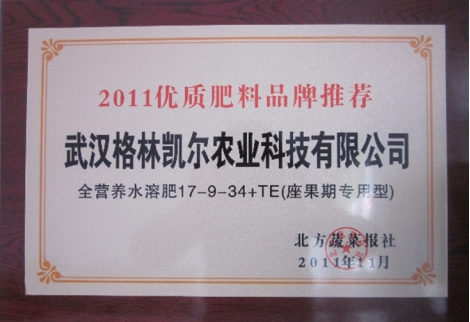 2011优质肥料品牌推荐
武汉格林凯尔农业科技有限公司
全营养水溶肥17-9-34+TE(座果期专用型)
北方蔬菜报社
2011年11月